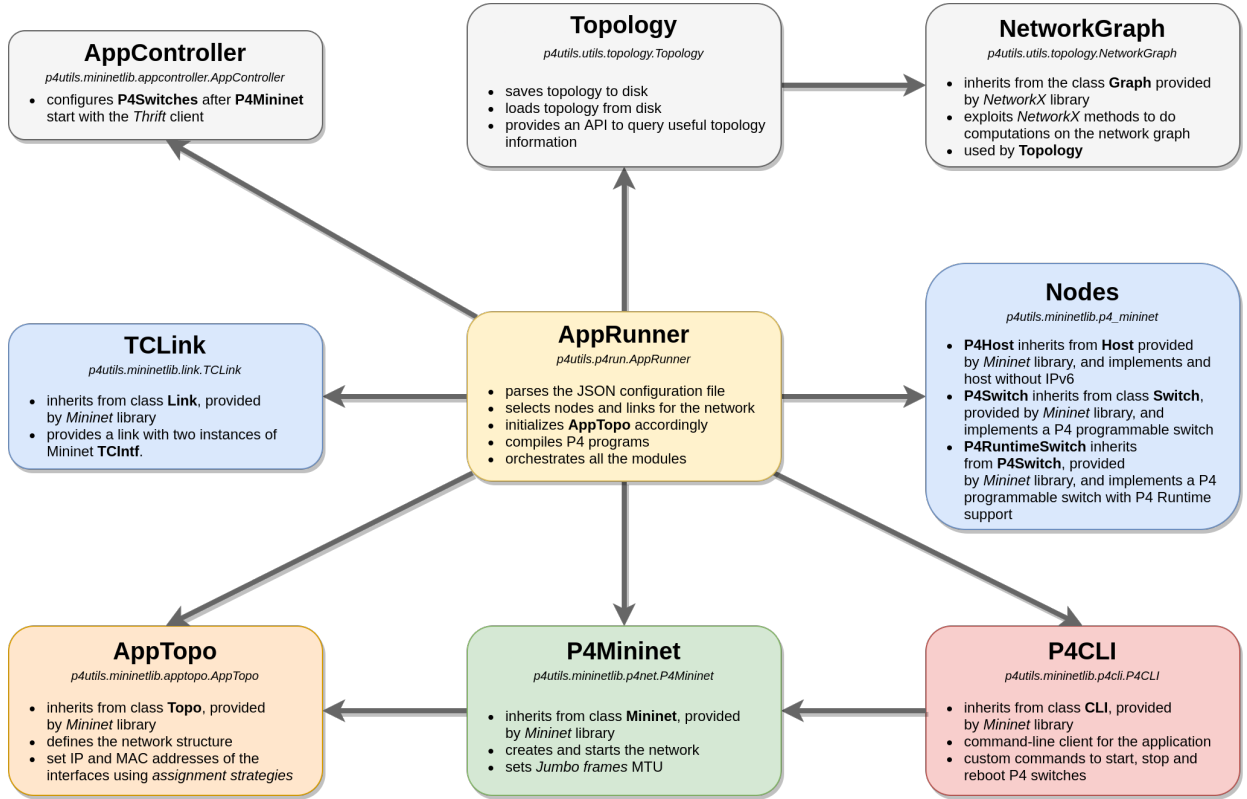 AppController
p4utils.mininetlib.appcontroller.AppController
• configures P4Switches after P4Mininet
start with the Thrift client
Topology
p4utils.utils.topology.Topology
• saves topology to disk
• loads topology from disk
• provides an API to query useful topology
information
NetworkGraph
p4utils.utils.topology.NetworkGraph
• inherits from the class Graph provided
by NetworkX library
• exploits NetworkX methods to do
computations on the network graph
• used by Topology
TCLink
p4utils.mininetlib.link.TCLink
• inherits from class Link, provided
by Mininet library
• provides a link with two instances of
Mininet TCIntf.
AppRunner
p4utils.p4run.AppRunner
• parses the JSON configuration file
• selects nodes and links for the network
• initializes AppTopo accordingly
• compiles P4 programs
• orchestrates all the modules
Nodes
p4utils.mininetlib.p4_mininet
• P4Host inherits from Host provided
by Mininet library, and implements and
host without IPv6
• P4Switch inherits from class Switch,
provided by Mininet library, and
implements a P4 programmable switch
• P4RuntimeSwitch inherits
from P4Switch, provided
by Mininet library, and implements a P4
programmable switch with P4 Runtime
support
AppTopo
p4utils.mininetlib.apptopo.AppTopo
• inherits from class Topo, provided
by Mininet library
• defines the network structure
• set IP and MAC addresses of the
interfaces using assignment strategies
P4Mininet
p4utils.mininetlib.p4net.P4Mininet
• inherits from class Mininet, provided
by Mininet library
• creates and starts the network
• sets Jumbo frames MTU
P4CLI
p4utils.mininetlib.p4cli.P4CLI
• inherits from class CLI, provided
by Mininet library
• command-line client for the application
• custom commands to start, stop and
reboot P4 switches